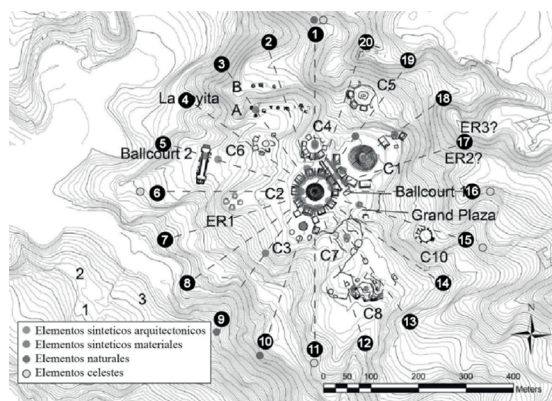 1
2
20
3
19
B
C5
4
La Joyita
A
18
C4
ER3?
5
C6
C1
17
Ballcourt 2
ER2?
6
C2
Ballcourt 1
16
ER1
Grand Plaza
7
C7
C10
15
C3
2
8
14
1
3
C8
9
13
N
Elementos sinteticos arquitectonicos
Elementos sinteticos materiales
Elementos naturales
Elementos celestes
10
11
12
0 50 100 200 300 400
Meters